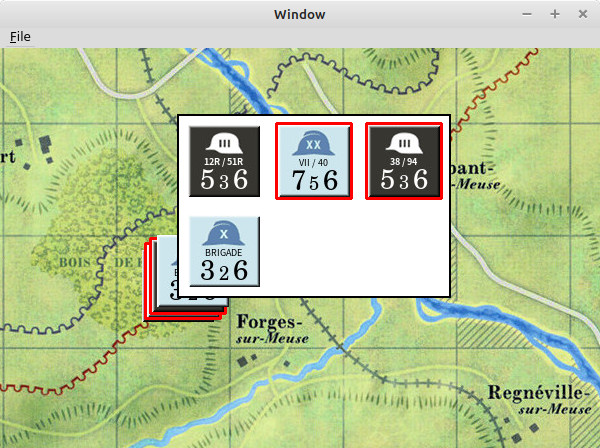 Window
File
III
XX
III
12R / 51R
VII / 40
38 / 94
5 3 6
7 5 6
5 3 6
rt
pant-
-Meuse
X
BRIGADE
3 2 6
BOIS DE
Forges-
sur-Meuse
Regnéville-
sur-Meuse